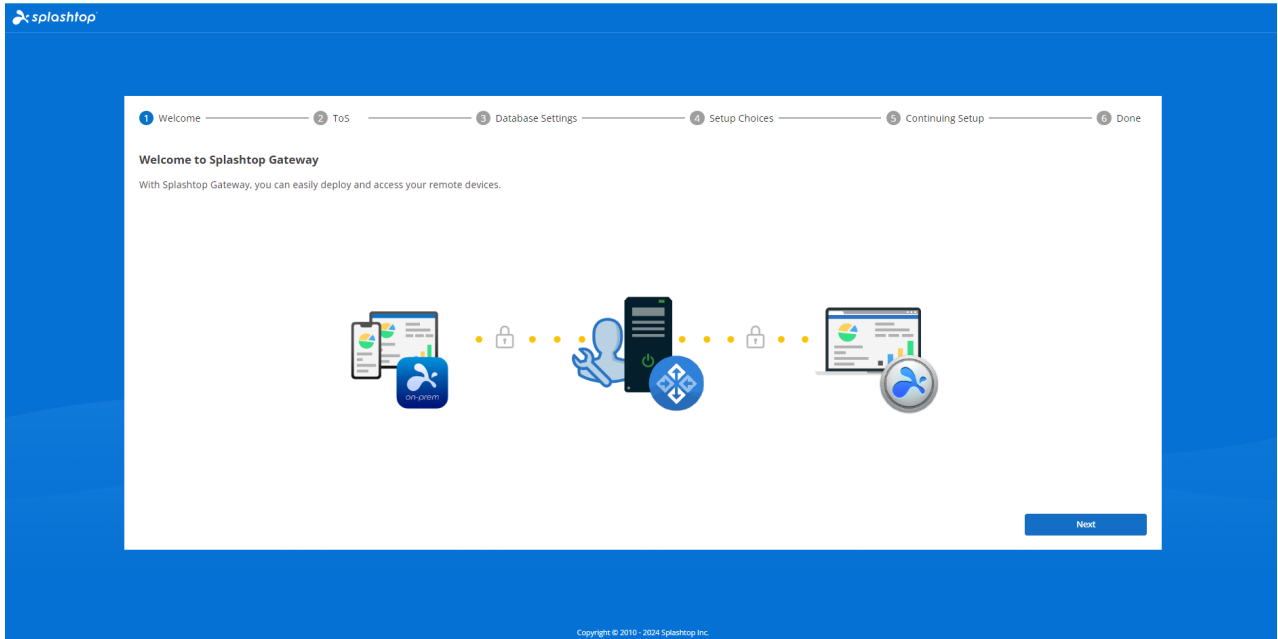 splashtop
1 Welcome 2 ToS 3 Database Settings 4 Setup Choices 5 Continuing Setup 6 Done
Welcome to Splashtop Gateway
With Splashtop Gateway, you can easily deploy and access your remote devices.
on-prem
Next
Copyright © 2010 - 2024 Splashtop Inc.